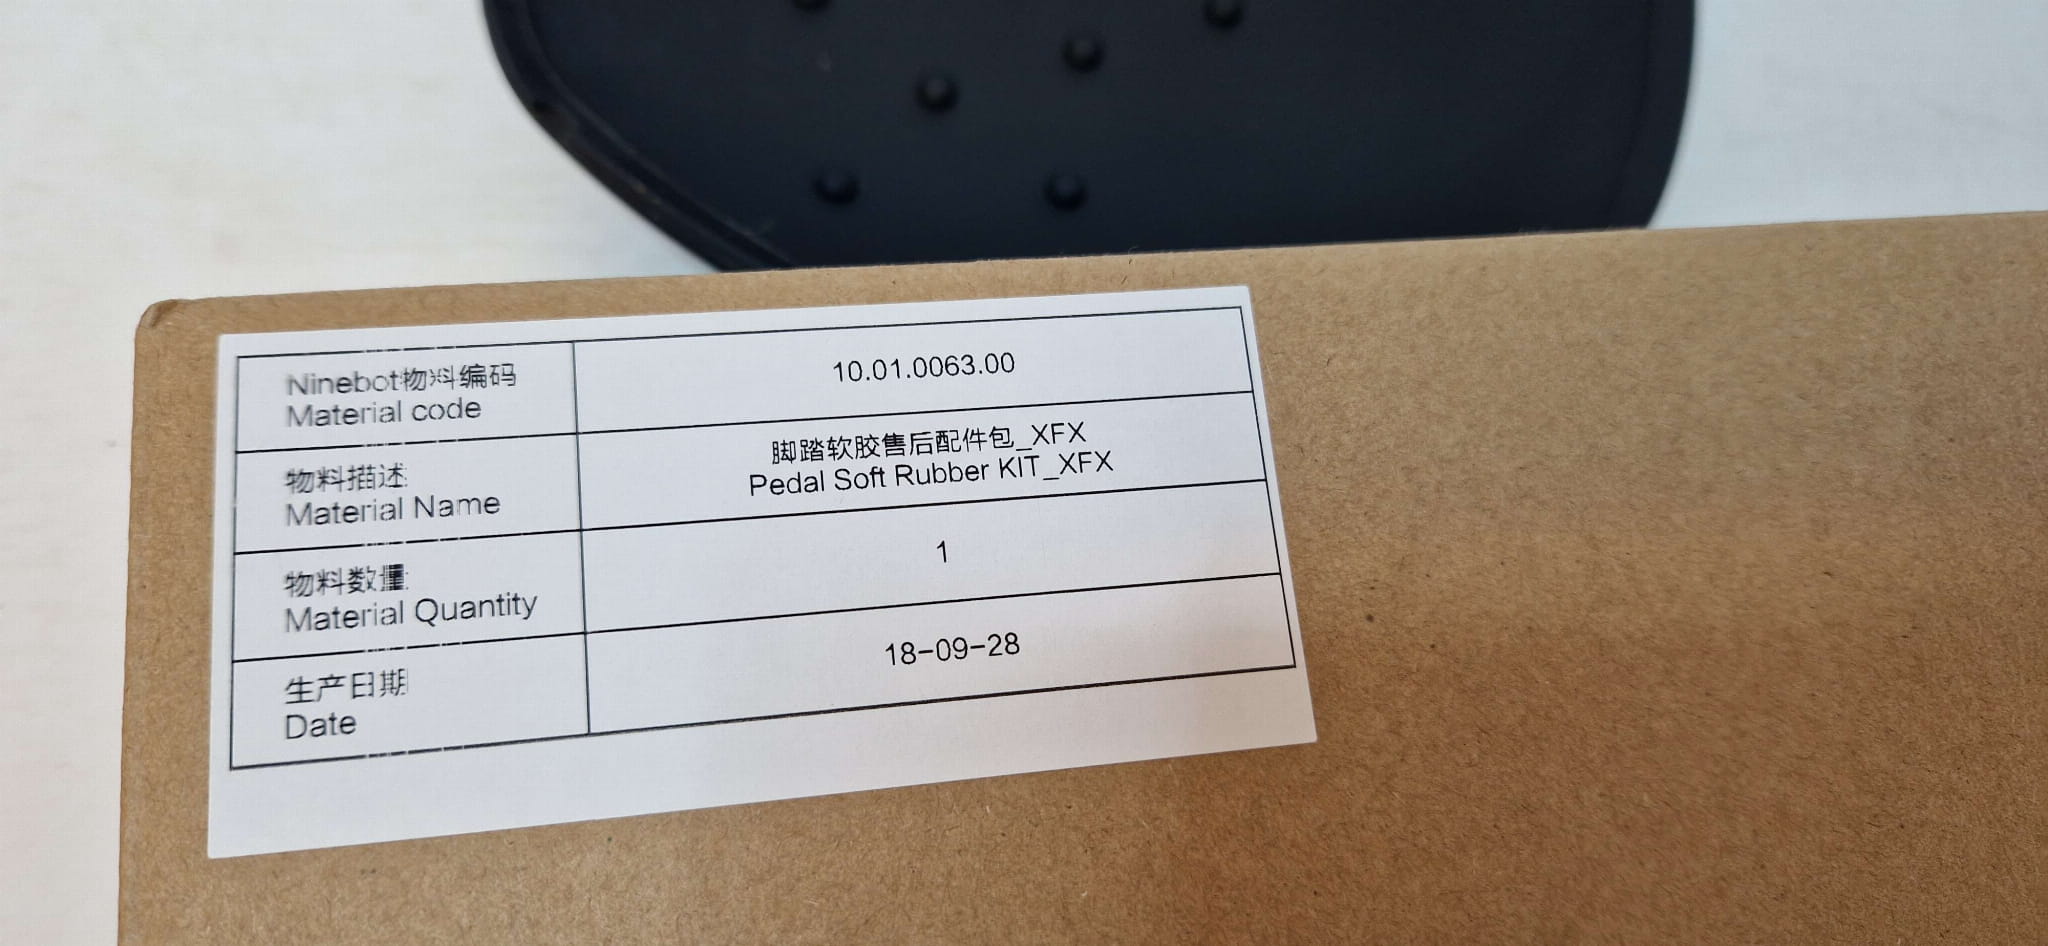 Ninebot物料编码
Material code
10.01.0063.00
物料描述:
Material Name
脚踏软胶售后配件包_XFX
Pedal Soft Rubber KIT_XFX
物料数量:
Material Quantity
1
生产日期
Date
18-09-28